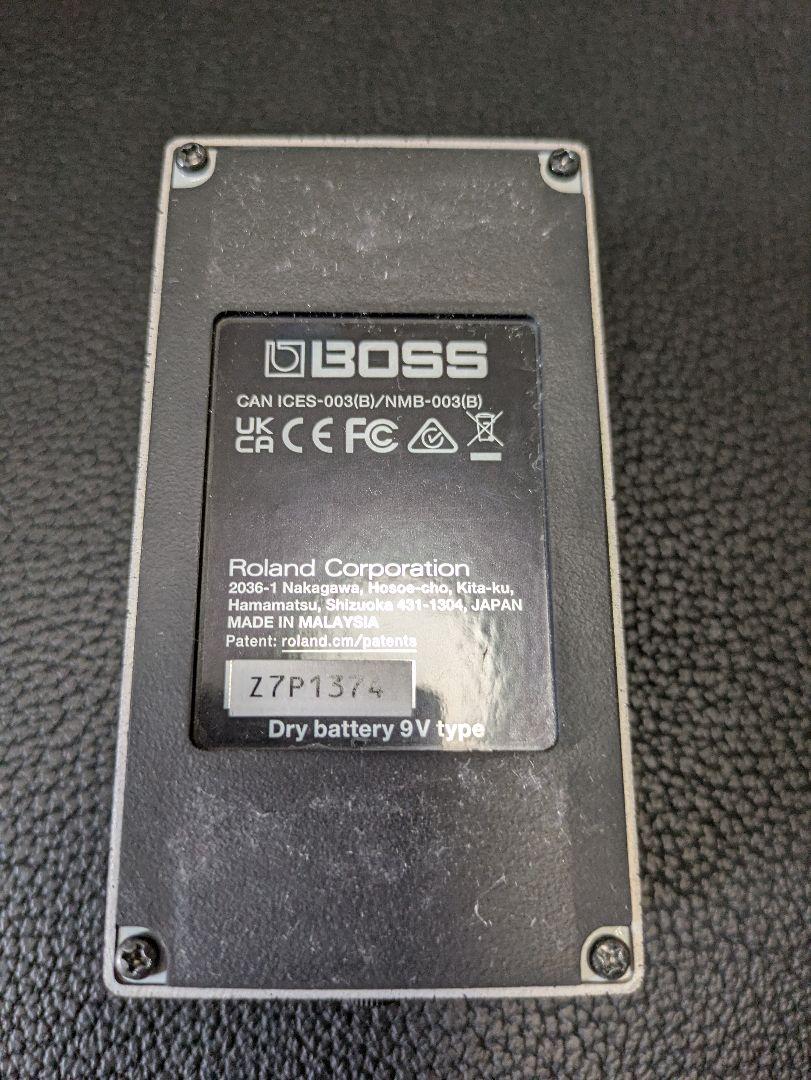 BOSS
CAN ICES-003(B)/NMB-003(B)
UK
CA CE FC
Roland Corporation
2036-1 Nakagawa, Hosoe-cho, Kita-ku,
Hamamatsu, Shizuoka 431-1304, JAPAN
MADE IN MALAYSIA
Patent: roland.cm/patents
Z7P1374
Dry battery 9V type